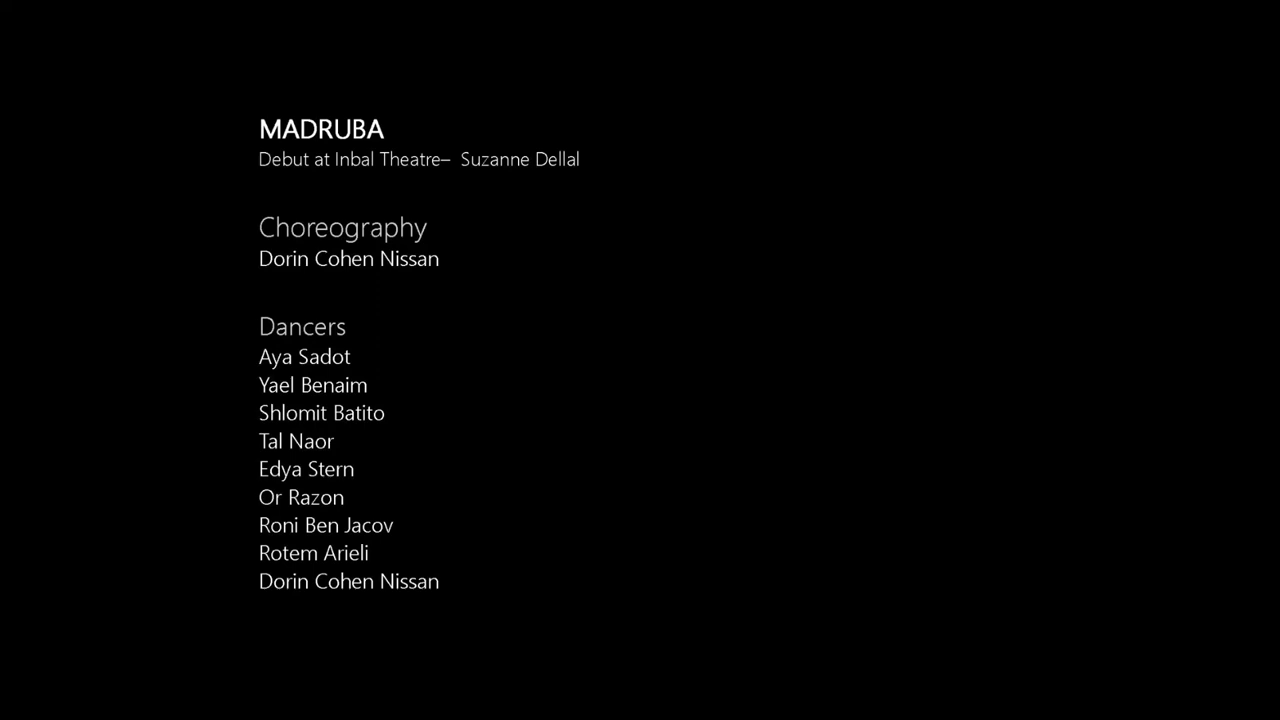 MADRUBA
Debut at Inbal Theatre– Suzanne Dellal
Choreography
Dorin Cohen Nissan
Dancers
Aya Sadot
Yael Benaim
Shlomit Batito
Tal Naor
Edya Stern
Or Razon
Roni Ben Jacov
Rotem Arieli
Dorin Cohen Nissan